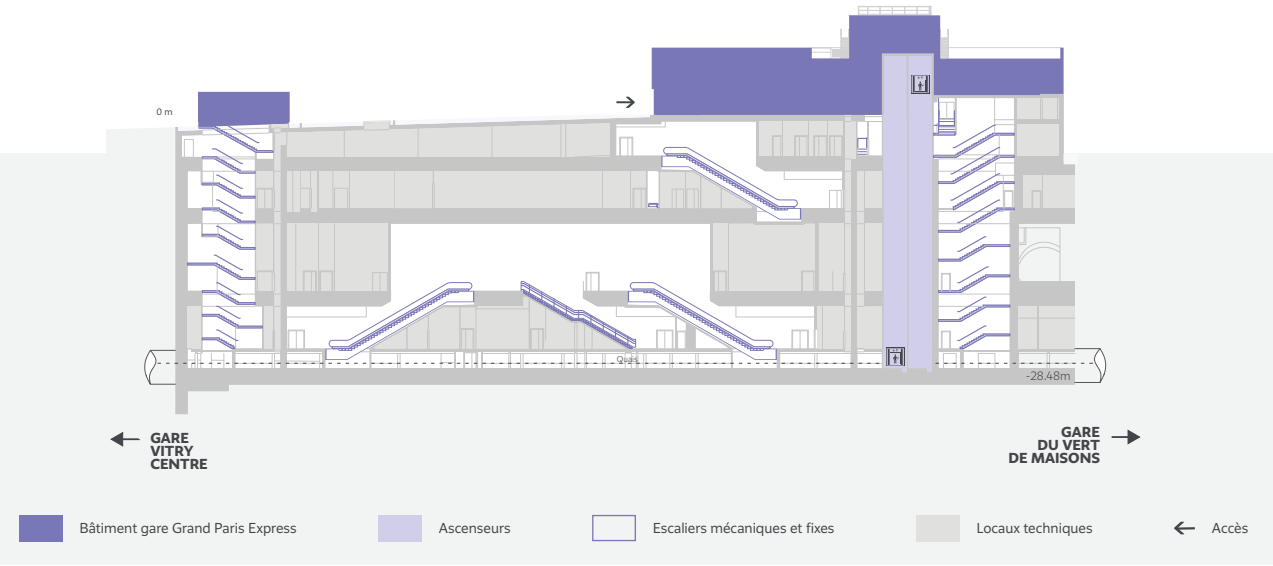 0 m
Quais
-28.48m
GARE
VITRY
CENTRE
GARE
DU VERT
DE MAISONS
Bâtiment gare Grand Paris Express
Ascenseurs
Escaliers mécaniques et fixes
Locaux techniques
Accès